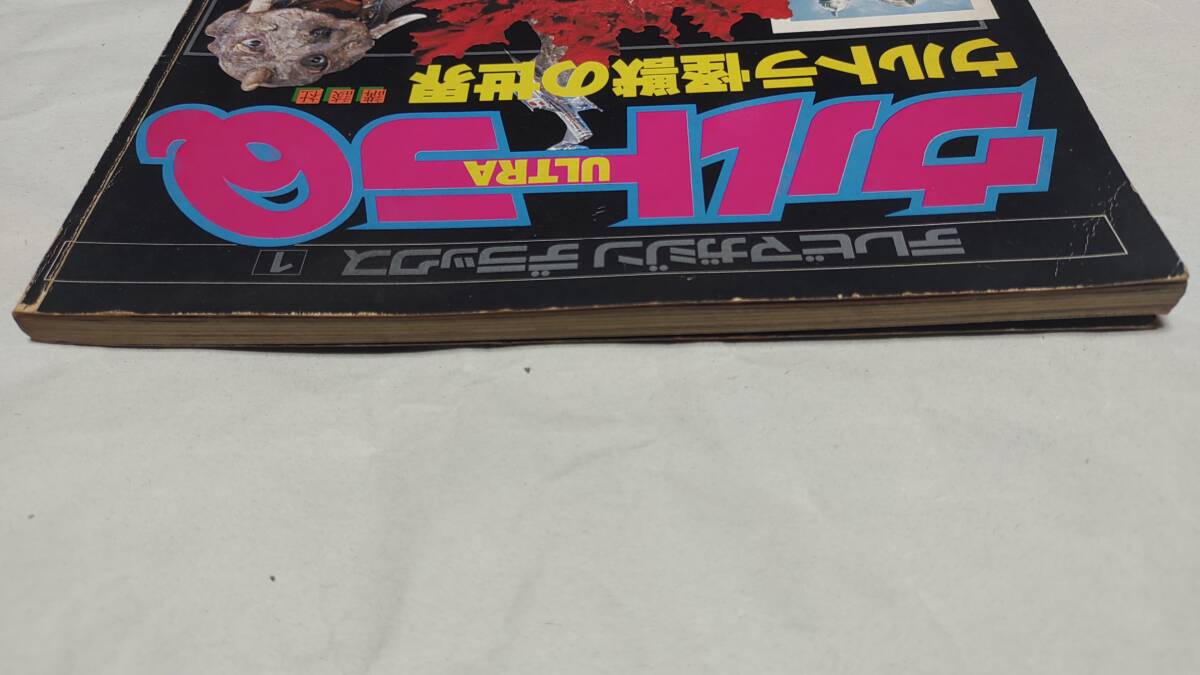 テレビマガジン デラックス 1
ウルトラの
ULTRA
ウルトラ怪獣の世界
講談社